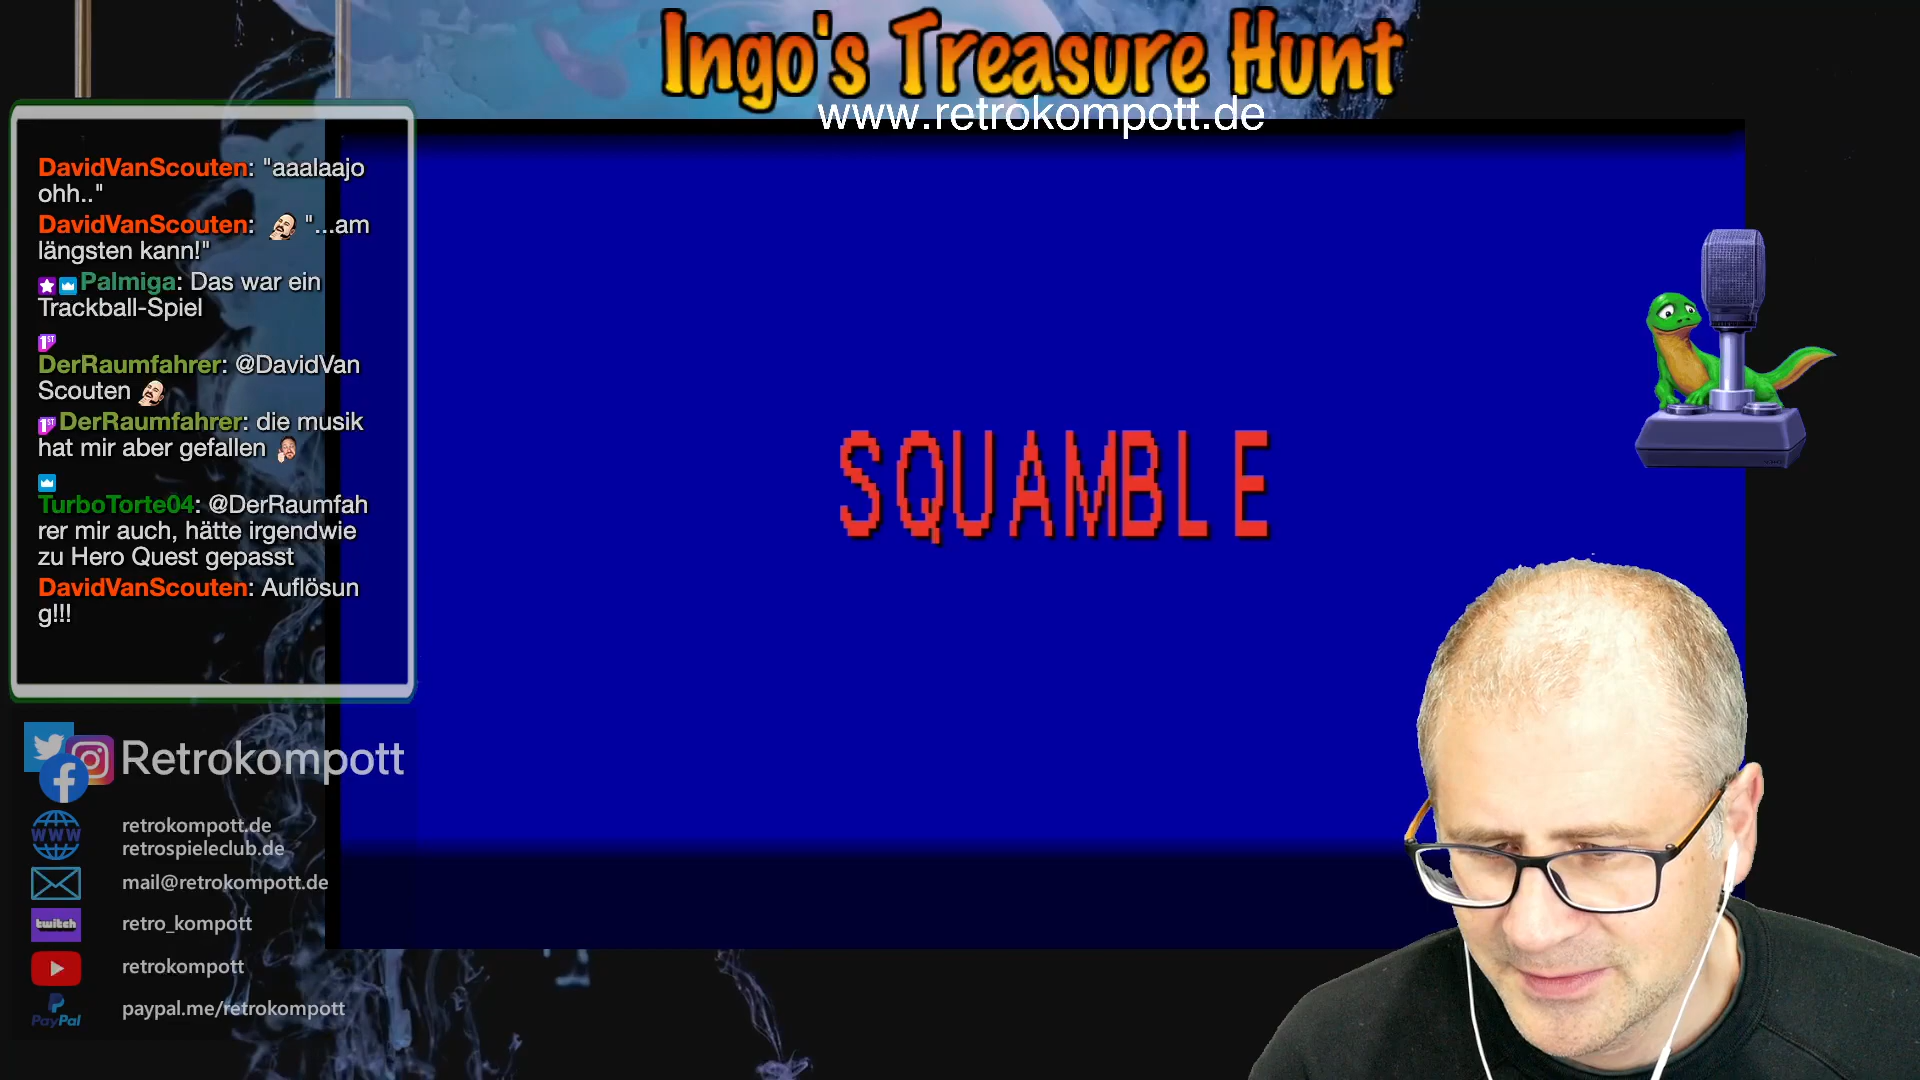 Ingo's Treasure Hunt
www.retrokompott.de
DavidVanScouten: "aaalaajo
ohh.."
DavidVanScouten: "...am
längsten kann!"
Palmiga: Das war ein
Trackball-Spiel
1ST
DerRaumfahrer: @DavidVan
Scouten
1ST DerRaumfahrer: die musik
hat mir aber gefallen
TurboTorte04: @DerRaumfah
rer mir auch, hätte irgendwie
zu Hero Quest gepasst
DavidVanScouten: Auflösun
g!!!
SQUAMBLE
Retrokompott
WWW
retrokompott.de
retrospieleclub.de
mail@retrokompott.de
twitch retro_kompott
retrokompott
PayPal paypal.me/retrokompott